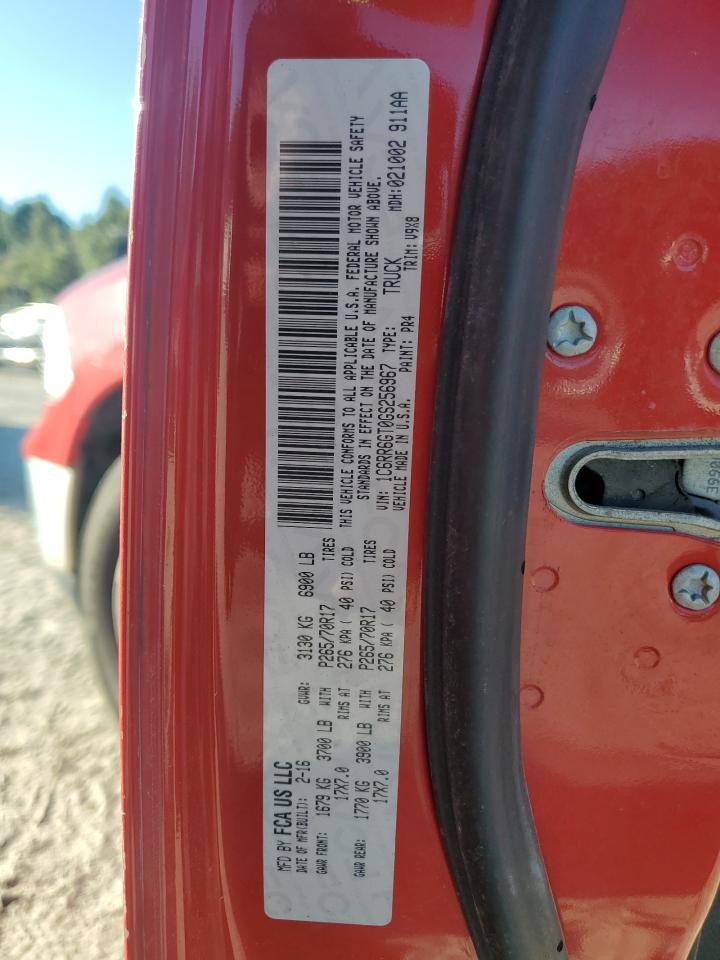 MFD BY FCA US LLC
DATE OF MFR(BUILT): 2-16 GVWR: 3130 KG 6900 LB
GAWR FRONT: 1679 KG 3700 LB WITH P265/70R17 TIRES
17X7.0 RIMS AT 276 KPA ( 40 PSI) COLD
GAWR REAR: 1770 KG 3900 LB WITH P265/70R17 TIRES
17X7.0 RIMS AT 276 KPA ( 40 PSI) COLD
THIS VEHICLE CONFORMS TO ALL APPLICABLE U.S.A. FEDERAL MOTOR VEHICLE SAFETY
STANDARDS IN EFFECT ON THE DATE OF MANUFACTURE SHOWN ABOVE.
VIN: 1C6RR6GT0GS256967 TYPE: TRUCK MDH:021002 911AA
VEHICLE MADE IN U.S.A. PAINT: PR4 TRIM: V9X8